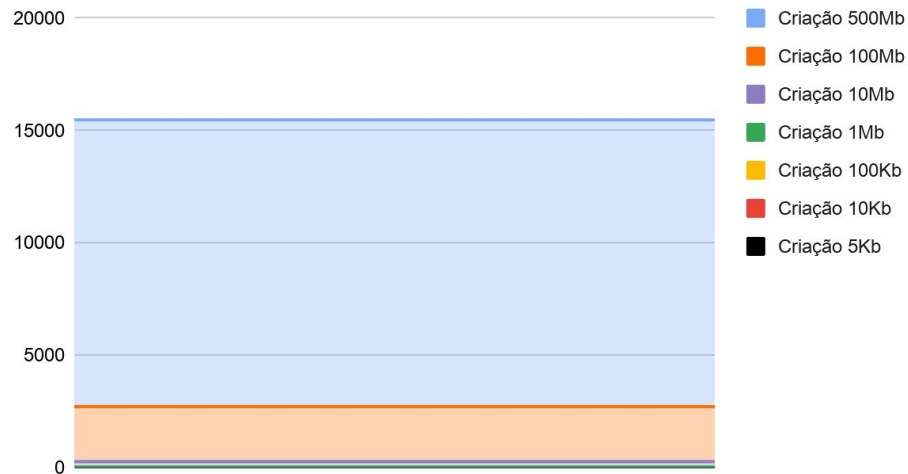 20000
15000
10000
5000
0
Criação 500Mb
Criação 100Mb
Criação 10Mb
Criação 1Mb
Criação 100Kb
Criação 10Kb
Criação 5Kb